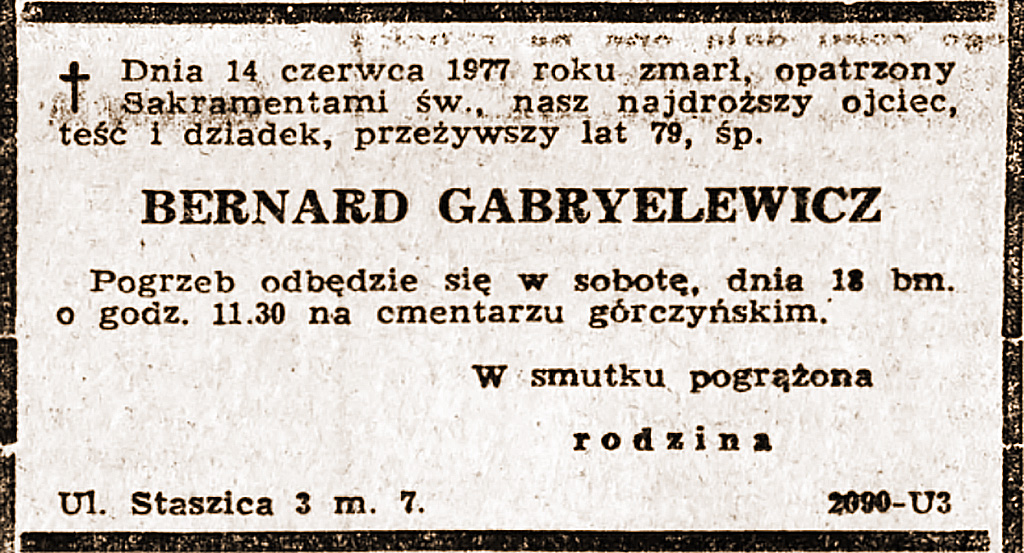 † Dnia 14 czerwca 1977 roku zmarł, opatrzony
Sakramentami św., nasz najdroższy ojciec,
teść i dziadek, przeżywszy lat 79, śp.
BERNARD GABRYELEWICZ
Pogrzeb odbędzie się w sobotę, dnia 18 bm.
o godz. 11.30 na cmentarzu górczyńskim.
W smutku pogrążona
rodzina
Ul. Staszica 3 m. 7.
2090-U3